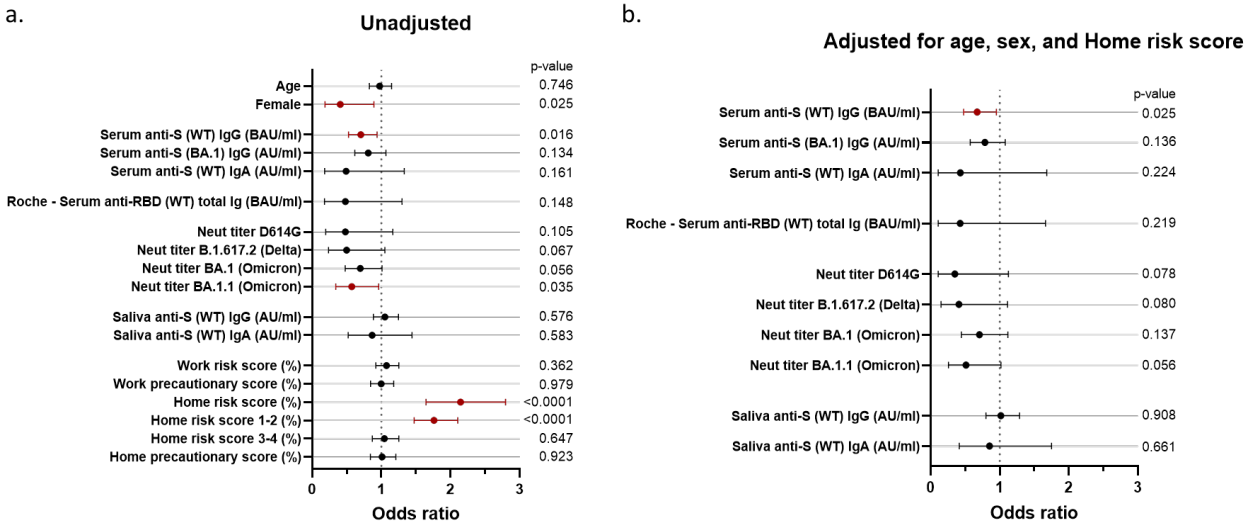 a.
Unadjusted
p-value
Age 0.746
Female 0.025
Serum anti-S (WT) IgG (BAU/ml) 0.016
Serum anti-S (BA.1) IgG (AU/ml) 0.134
Serum anti-S (WT) IgA (AU/ml) 0.161
Roche - Serum anti-RBD (WT) total Ig (BAU/ml) 0.148
Neut titer D614G 0.105
Neut titer B.1.617.2 (Delta) 0.067
Neut titer BA.1 (Omicron) 0.056
Neut titer BA.1.1 (Omicron) 0.035
Saliva anti-S (WT) IgG (AU/ml) 0.576
Saliva anti-S (WT) IgA (AU/ml) 0.583
Work risk score (%) 0.362
Work precautionary score (%) 0.979
Home risk score (%) <0.0001
Home risk score 1-2 (%) <0.0001
Home risk score 3-4 (%) 0.647
Home precautionary score (%) 0.923
0 1 2 3
Odds ratio
b.
Adjusted for age, sex, and Home risk score
p-value
Serum anti-S (WT) IgG (BAU/ml) 0.025
Serum anti-S (BA.1) IgG (AU/ml) 0.136
Serum anti-S (WT) IgA (AU/ml) 0.224
Roche - Serum anti-RBD (WT) total Ig (BAU/ml) 0.219
Neut titer D614G 0.078
Neut titer B.1.617.2 (Delta) 0.080
Neut titer BA.1 (Omicron) 0.137
Neut titer BA.1.1 (Omicron) 0.056
Saliva anti-S (WT) IgG (AU/ml) 0.908
Saliva anti-S (WT) IgA (AU/ml) 0.661
0 1 2 3
Odds ratio